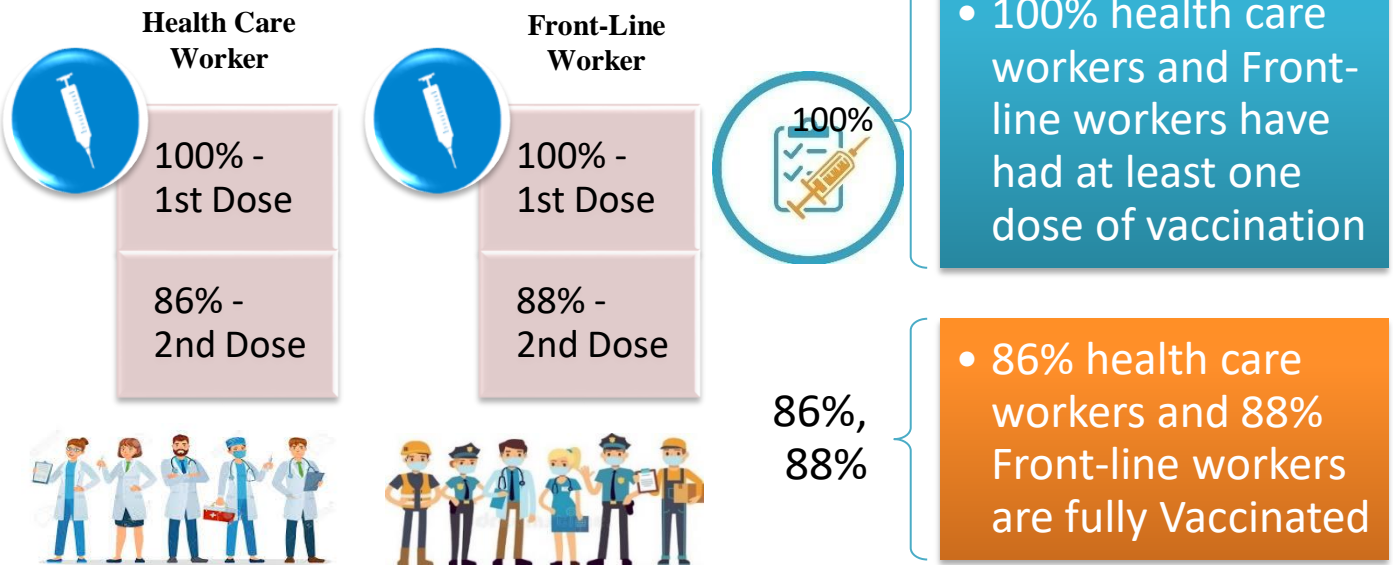 Health Care
Worker
100% -
1st Dose
86% -
2nd Dose
Front-Line
Worker
100% -
1st Dose
88% -
2nd Dose
100%
• 100% health care
workers and Front-
line workers have
had at least one
dose of vaccination
86%,
88%
• 86% health care
workers and 88%
Front-line workers
are fully Vaccinated